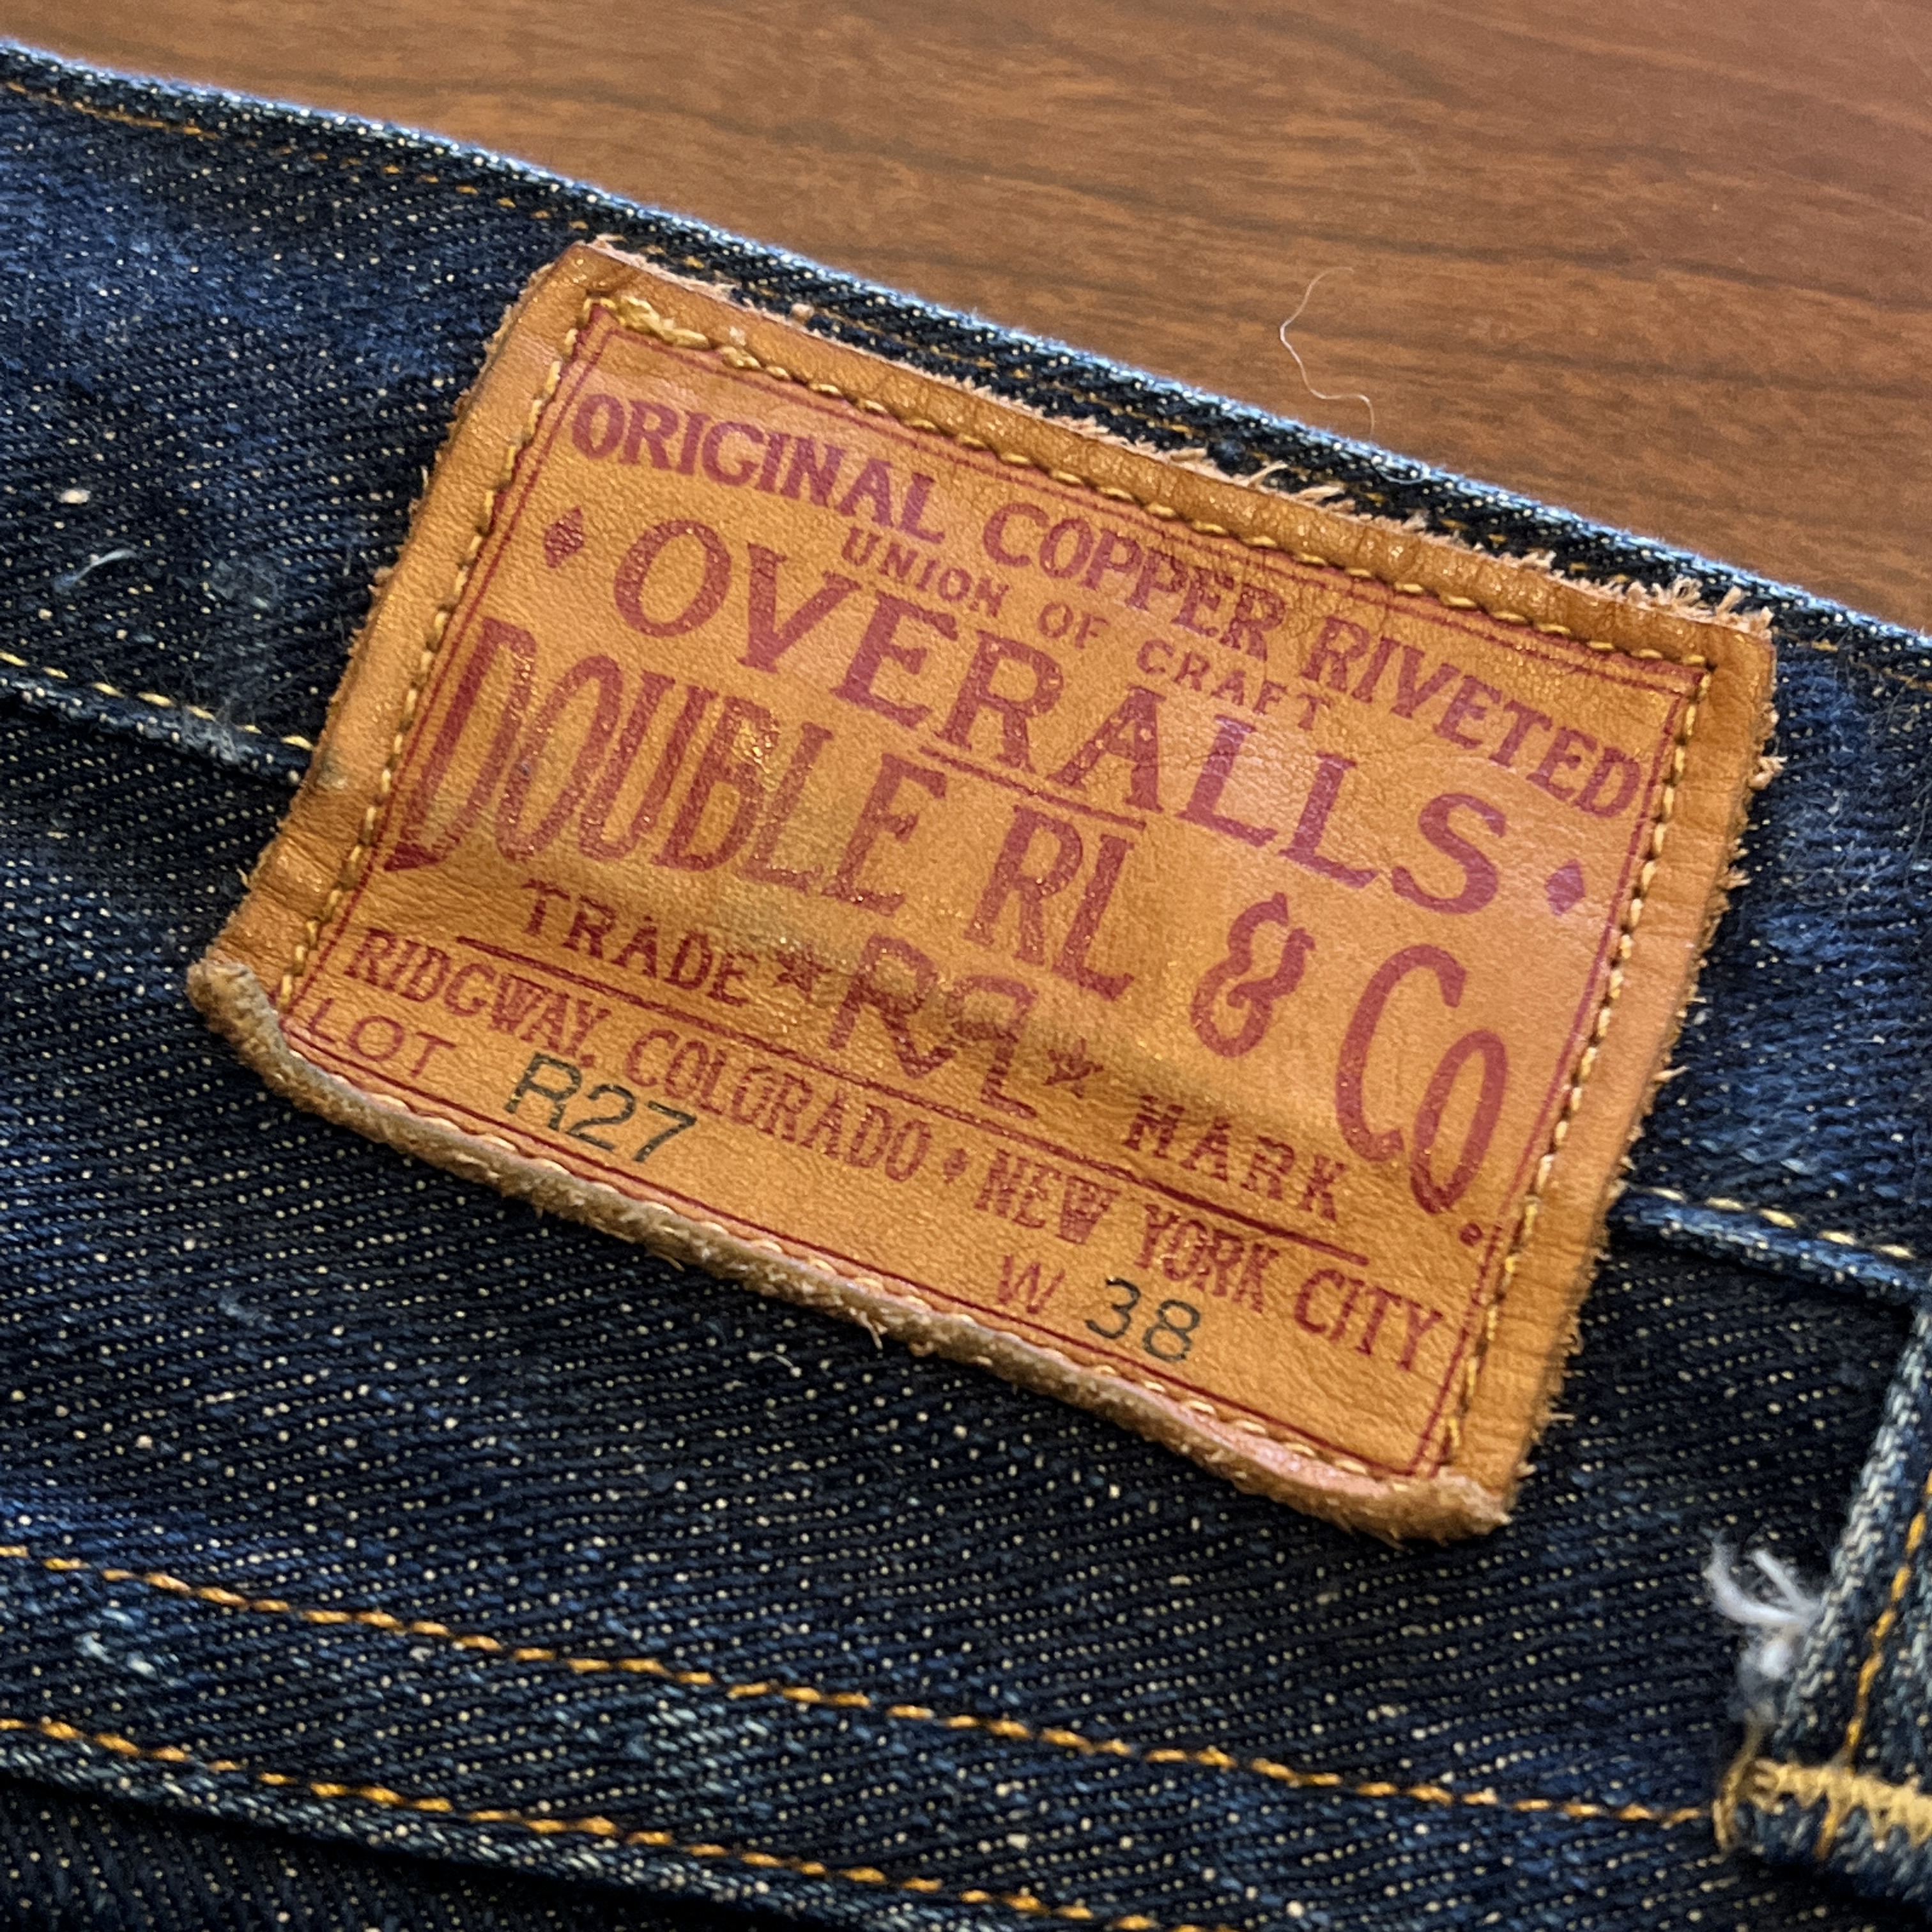 ORIGINAL COPPER RIVETED
UNION OF CRAFT
OVERALLS
DOUBLE RL & Co.
TRADE RRL MARK
RIDGWAY, COLORADO NEW YORK CITY
LOT R27 W 38